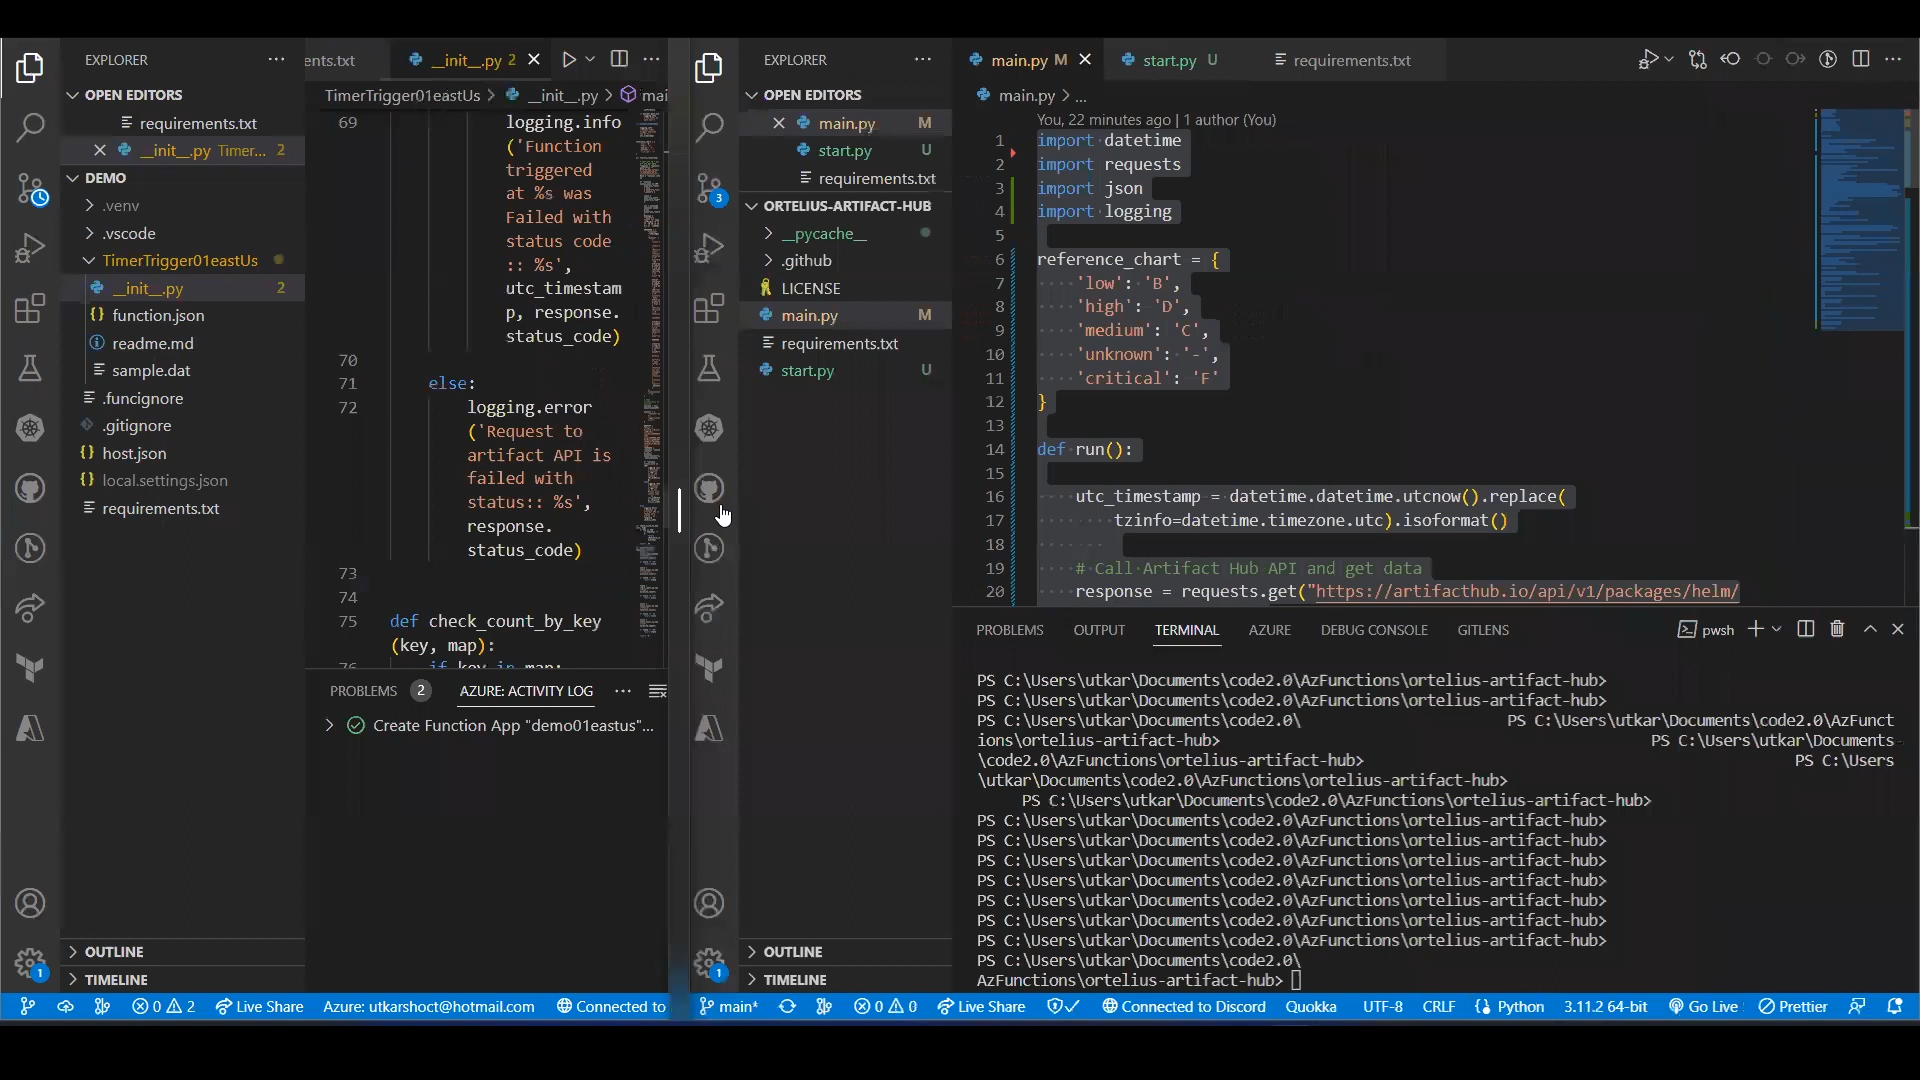 EXPLORER
OPEN EDITORS
requirements.txt
__init__.py Timer... 2
DEMO
.venv
.vscode
TimerTrigger01eastUs
__init__.py 2
function.json
readme.md
sample.dat
.funcignore
.gitignore
host.json
local.settings.json
requirements.txt
OUTLINE
TIMELINE
1
ents.txt
__init__.py 2
TimerTrigger01eastUs > __init__.py > mai
69 logging.info
('Function
triggered
at %s was
Failed with
status code
:: %s',
utc_timestam
p, response.
status_code)
70
71 else:
72 logging.error
('Request to
artifact API is
failed with
status:: %s',
response.
status_code)
73
74
75 def check_count_by_key
(key, map):
76 if key in map:
PROBLEMS 2 AZURE: ACTIVITY LOG ...
Create Function App "demo01eastus"...
0 2 Live Share Azure: utkarshoct@hotmail.com Connected to
3
1
EXPLORER
OPEN EDITORS
main.py M
start.py U
requirements.txt
ORTELIUS-ARTIFACT-HUB
__pycache__
.github
LICENSE
main.py M
requirements.txt
start.py U
OUTLINE
TIMELINE
main.py M start.py U requirements.txt
main.py > ...
You, 22 minutes ago | 1 author (You)
1 import datetime
2 import requests
3 import json
4 import logging
5
6 reference_chart = {
7 'low': 'B',
8 'high': 'D',
9 'medium': 'C',
10 'unknown': '-',
11 'critical': 'F'
12 }
13
14 def run():
15
16 utc_timestamp = datetime.datetime.utcnow().replace(
17 tzinfo=datetime.timezone.utc).isoformat()
18
19 # Call Artifact Hub API and get data
20 response = requests.get("https://artifacthub.io/api/v1/packages/helm/
PROBLEMS OUTPUT TERMINAL AZURE DEBUG CONSOLE GITLENS pwsh
PS C:\Users\utkar\Documents\code2.0\AzFunctions\ortelius-artifact-hub>
PS C:\Users\utkar\Documents\code2.0\AzFunctions\ortelius-artifact-hub>
PS C:\Users\utkar\Documents\code2.0\ PS C:\Users\utkar\Documents\code2.0\AzFunct
ions\ortelius-artifact-hub> PS C:\Users\utkar\Documents
\code2.0\AzFunctions\ortelius-artifact-hub> PS C:\Users
\utkar\Documents\code2.0\AzFunctions\ortelius-artifact-hub>
PS C:\Users\utkar\Documents\code2.0\AzFunctions\ortelius-artifact-hub>
PS C:\Users\utkar\Documents\code2.0\AzFunctions\ortelius-artifact-hub>
PS C:\Users\utkar\Documents\code2.0\AzFunctions\ortelius-artifact-hub>
PS C:\Users\utkar\Documents\code2.0\AzFunctions\ortelius-artifact-hub>
PS C:\Users\utkar\Documents\code2.0\AzFunctions\ortelius-artifact-hub>
PS C:\Users\utkar\Documents\code2.0\AzFunctions\ortelius-artifact-hub>
PS C:\Users\utkar\Documents\code2.0\AzFunctions\ortelius-artifact-hub>
PS C:\Users\utkar\Documents\code2.0\AzFunctions\ortelius-artifact-hub>
PS C:\Users\utkar\Documents\code2.0\
AzFunctions\ortelius-artifact-hub>
main* 0 0 Live Share Connected to Discord Quokka UTF-8 CRLF Python 3.11.2 64-bit Go Live Prettier